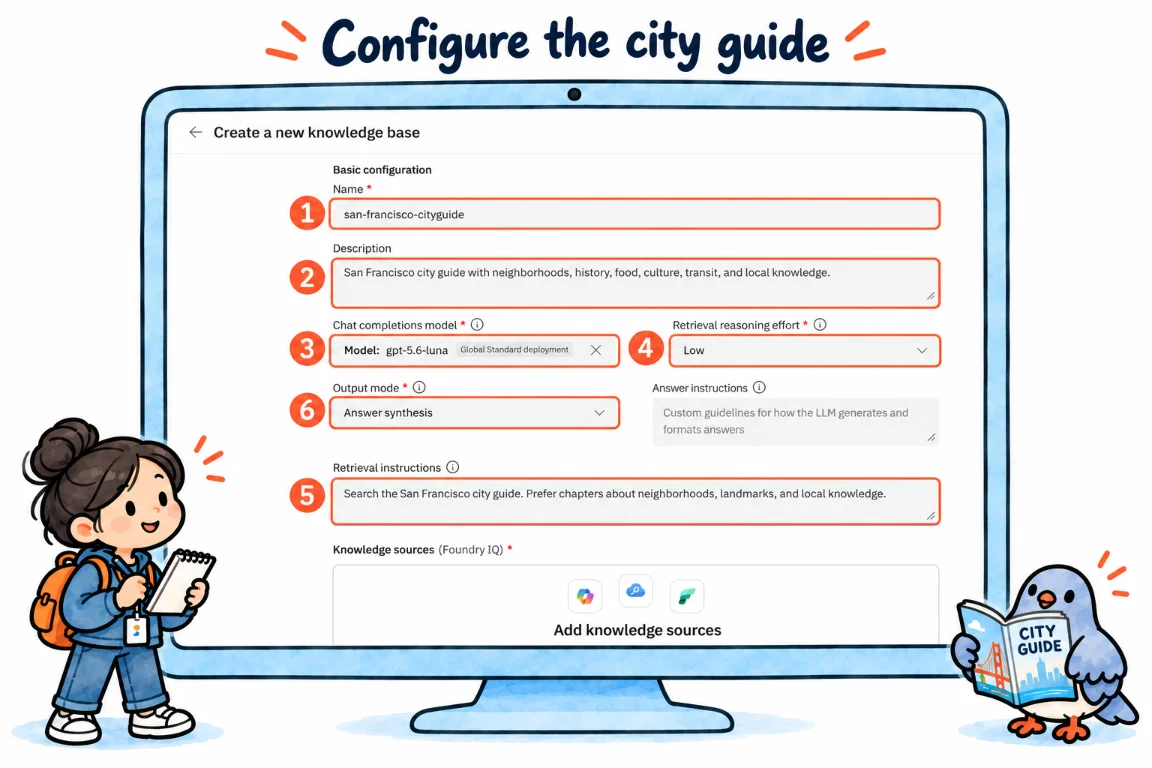 Configure the city guide
Create a new knowledge base
Basic configuration
Name *
1
san-francisco-cityguide
Description
2
San Francisco city guide with neighborhoods, history, food, culture, transit, and local knowledge.
Chat completions model *
Retrieval reasoning effort *
3
Model: gpt-5.6-luna
Global Standard deployment
4
Low
Output mode *
Answer instructions
6
Answer synthesis
Custom guidelines for how the LLM generates and
formats answers
Retrieval instructions
5
Search the San Francisco city guide. Prefer chapters about neighborhoods, landmarks, and local knowledge.
Knowledge sources (Foundry IQ) *
Add knowledge sources
CITY
GUIDE